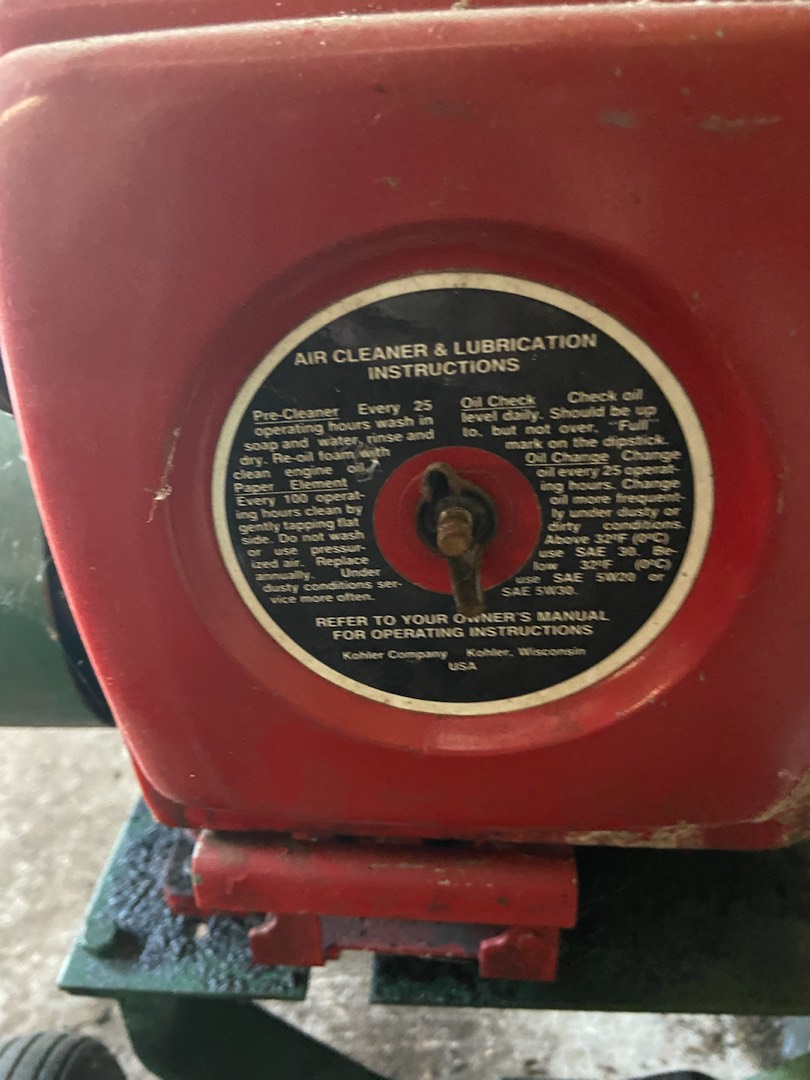 AIR CLEANER & LUBRICATION
INSTRUCTIONS
Pre-Cleaner Every 25
operating hours wash in
soap and water, rinse and
dry. Re-oil foam with
clean engine oil.
Paper Element
Every 100 operat-
ing hours clean by
gently tapping flat
side. Do not wash
or use pressur-
ized air. Replace
annually. Under
dusty conditions ser-
vice more often.
Oil Check Check oil
level daily. Should be up
to, but not over, "Full"
mark on the dipstick.
Oil Change Change
oil every 25 operat-
ing hours. Change
oil more frequent-
ly under dusty or
dirty conditions.
Above 32°F (0°C)
use SAE 30. Be-
low 32°F (0°C)
use SAE 5W20 or
SAE 5W30.
REFER TO YOUR OWNER'S MANUAL
FOR OPERATING INSTRUCTIONS
Kohler Company Kohler, Wisconsin
USA